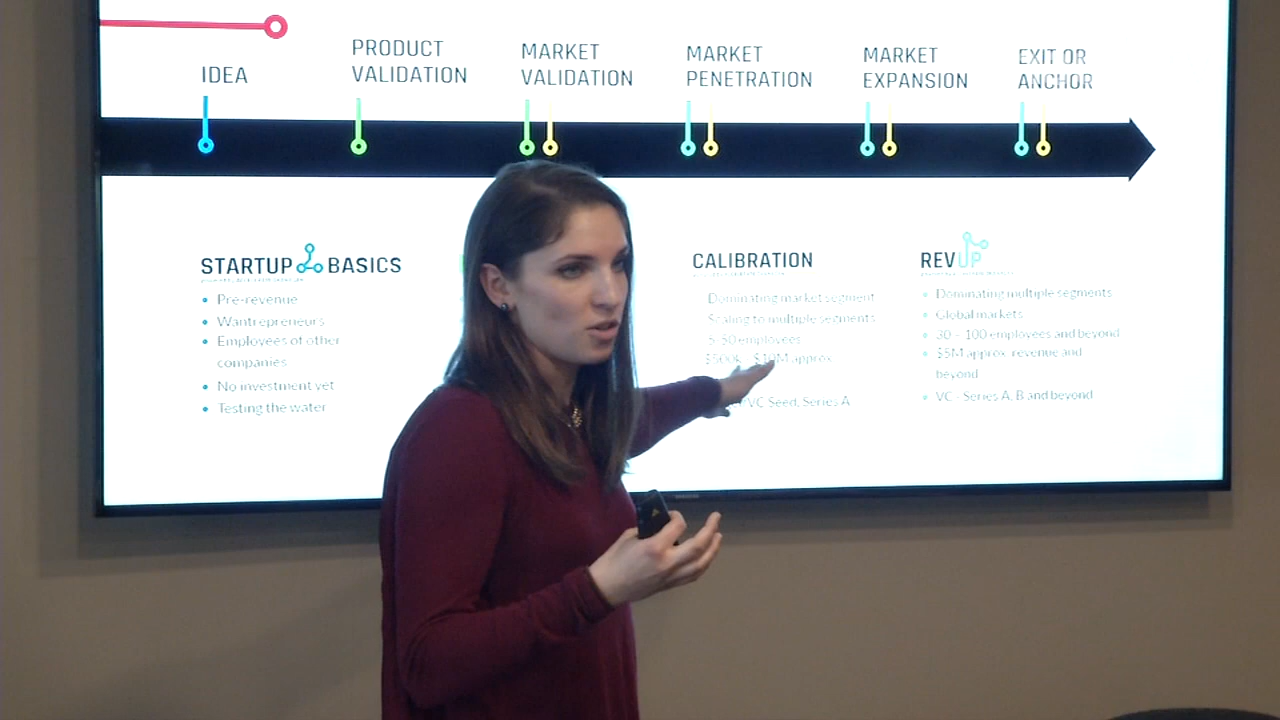 IDEA
PRODUCT
VALIDATION
MARKET
VALIDATION
MARKET
PENETRATION
MARKET
EXPANSION
EXIT OR
ANCHOR
STARTUP BASICS
• Pre-revenue
• Wantrepreneurs
• Employees of other
companies
• No investment yet
• Testing the water
CALIBRATION
Dominating market segment
Scaling to multiple segments
5-30 employees
$500k - $10M approx
VC Seed, Series A
REVUP
• Dominating multiple segments
• Global markets
• 30 - 100 employees and beyond
• $5M approx. revenue and
beyond
• VC - Series A, B and beyond